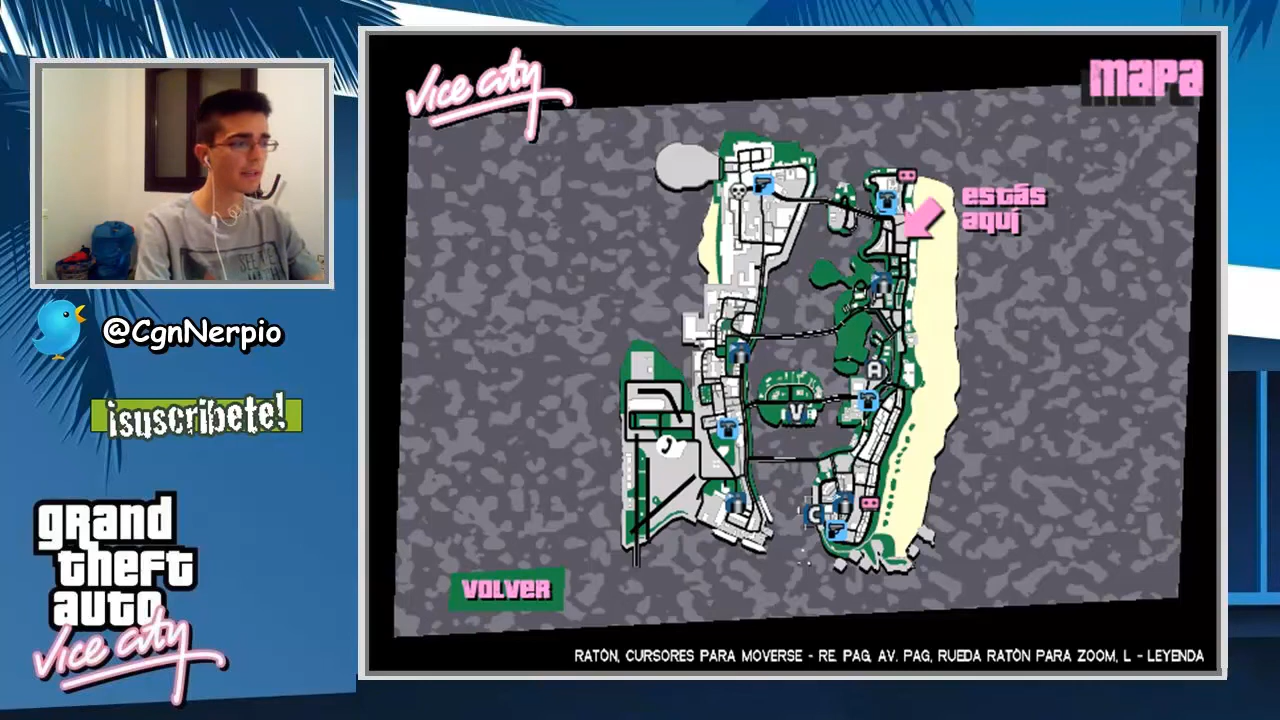 vice city
mapa
estás
aquí
@CgnNerpio
¡suscribete!
grand
theft
auto
vice city
A
V
C
volver
RATÓN, CURSORES PARA MOVERSE - RE. PAG, AV. PAG, RUEDA RATÓN PARA ZOOM, L - LEYENDA